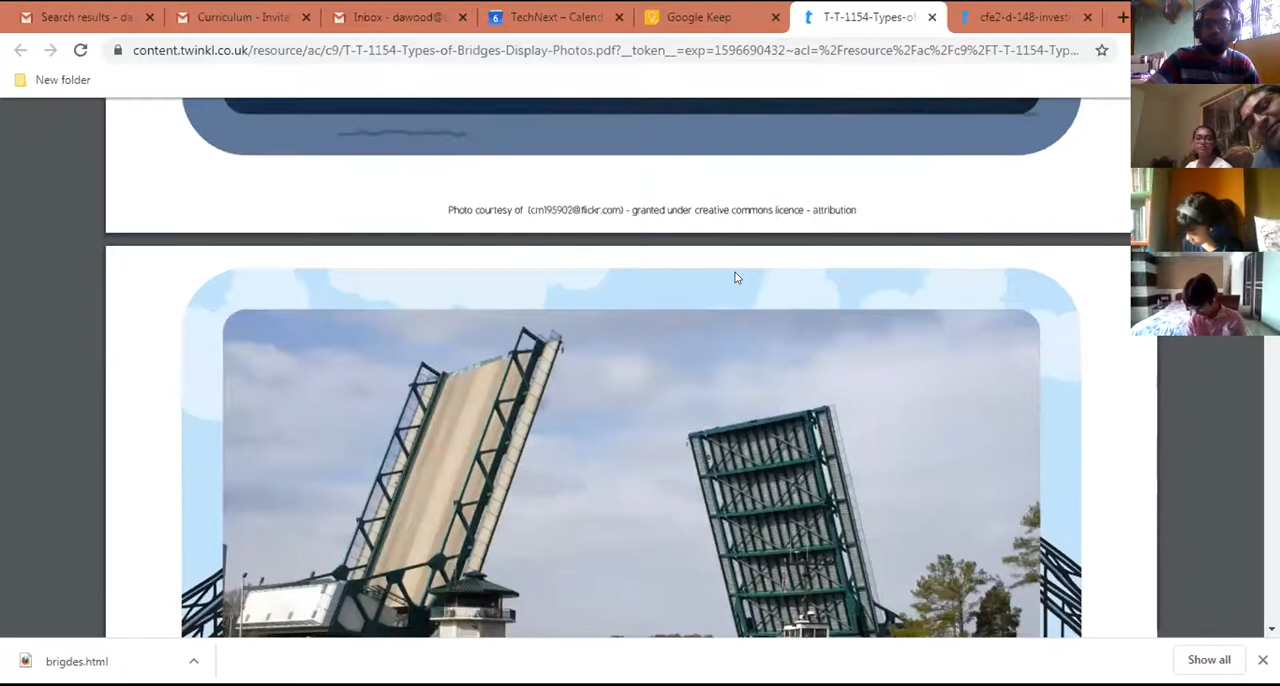 Search results - da
Curriculum - Invita
Inbox - dawood@
6 TechNext – Calend
Google Keep
T-T-1154-Types-of-
cfe2-d-148-investi
content.twinkl.co.uk/resource/ac/c9/T-T-1154-Types-of-Bridges-Display-Photos.pdf?__token__=exp=1596690432~acl=%2Fresource%2Fac%2Fc9%2FT-T-1154-Typ...
New folder
Photo courtesy of (cm195902@flickr.com) - granted under creative commons licence - attribution
brigdes.html
Show all